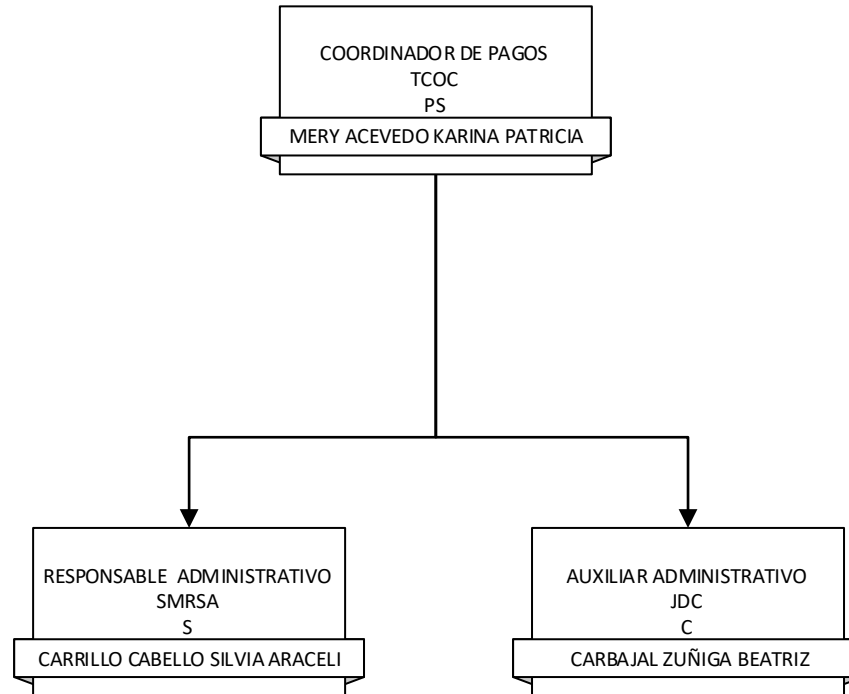 COORDINADOR DE PAGOS
TCOC
PS
MERY ACEVEDO KARINA PATRICIA
RESPONSABLE ADMINISTRATIVO
SMRSA
S
CARRILLO CABELLO SILVIA ARACELI
AUXILIAR ADMINISTRATIVO
JDC
C
CARBAJAL ZUÑIGA BEATRIZ